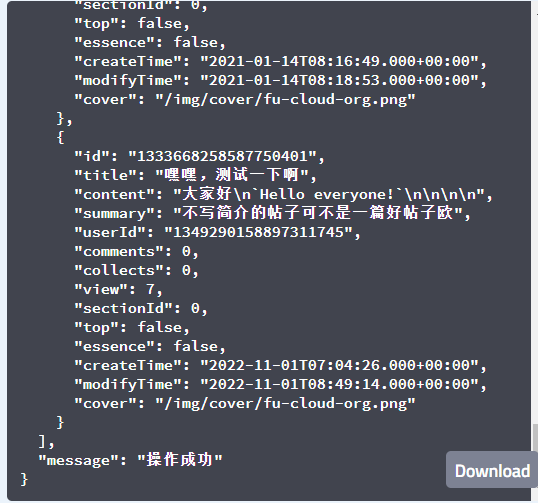 "sectionId": 0,
"top": false,
"essence": false,
"createTime": "2021-01-14T08:16:49.000+00:00",
"modifyTime": "2021-01-14T08:18:53.000+00:00",
"cover": "/img/cover/fu-cloud-org.png"
},
{
"id": "1333668258587750401",
"title": "嘿嘿，测试一下啊",
"content": "大家好\n`Hello everyone!`\n\n\n\n",
"summary": "不写简介的帖子可不是一篇好帖子欧",
"userId": "1349290158897311745",
"comments": 0,
"collects": 0,
"view": 7,
"sectionId": 0,
"top": false,
"essence": false,
"createTime": "2022-11-01T07:04:26.000+00:00",
"modifyTime": "2022-11-01T08:49:14.000+00:00",
"cover": "/img/cover/fu-cloud-org.png"
}
],
"message": "操作成功"
}
Download